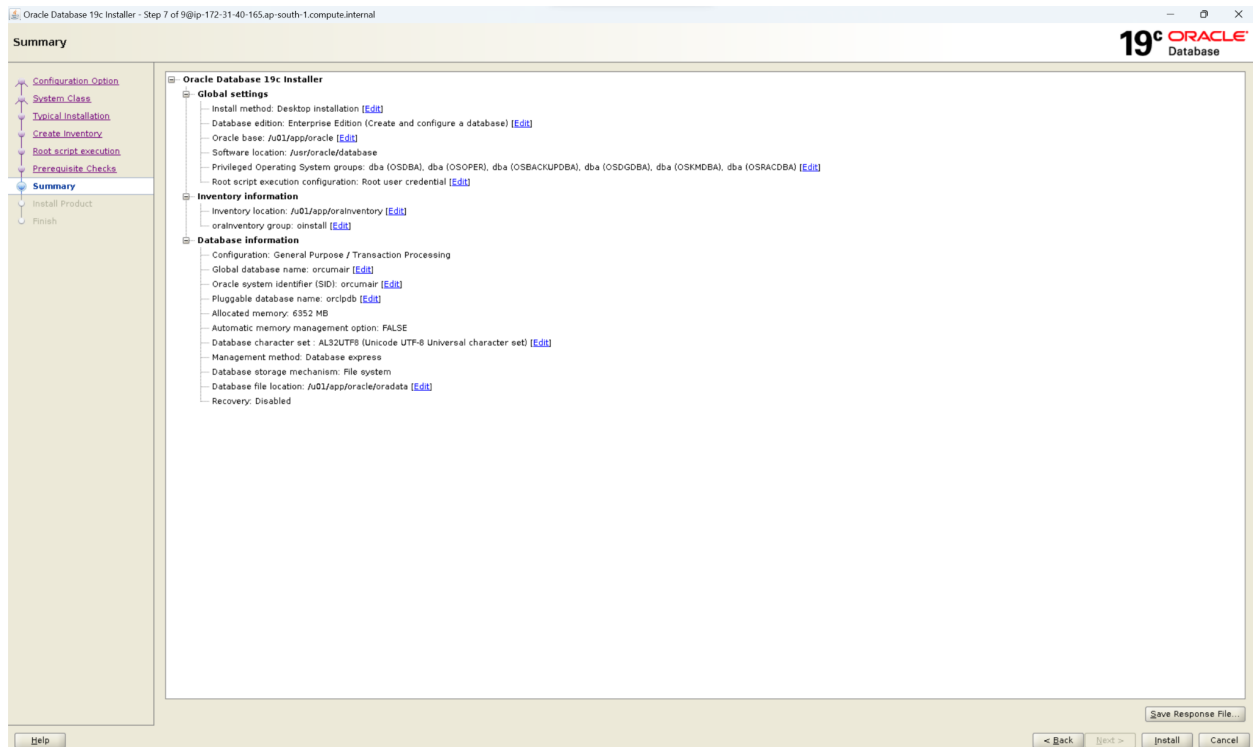 Oracle Database 19c Installer - Step 7 of 9@ip-172-31-40-165.ap-south-1.compute.internal
Summary
19c ORACLE
Database
Configuration Option
System Class
Typical Installation
Create Inventory
Root script execution
Prerequisite Checks
Summary
Install Product
Finish
Oracle Database 19c Installer
Global settings
Install method: Desktop installation [Edit]
Database edition: Enterprise Edition (Create and configure a database) [Edit]
Oracle base: /u01/app/oracle [Edit]
Software location: /usr/oracle/database
Privileged Operating System groups: dba (OSDBA), dba (OSOPER), dba (OSBACKUPDBA), dba (OSDGDBA), dba (OSKMDBA), dba (OSRACDBA) [Edit]
Root script execution configuration: Root user credential [Edit]
Inventory information
Inventory location: /u01/app/oraInventory [Edit]
oraInventory group: oinstall [Edit]
Database information
Configuration: General Purpose / Transaction Processing
Global database name: orcumair [Edit]
Oracle system identifier (SID): orcumair [Edit]
Pluggable database name: orclpdb [Edit]
Allocated memory: 6352 MB
Automatic memory management option: FALSE
Database character set : AL32UTF8 (Unicode UTF-8 Universal character set) [Edit]
Management method: Database express
Database storage mechanism: File system
Database file location: /u01/app/oracle/oradata [Edit]
Recovery: Disabled
Save Response File...
Help
< Back
Next >
Install
Cancel